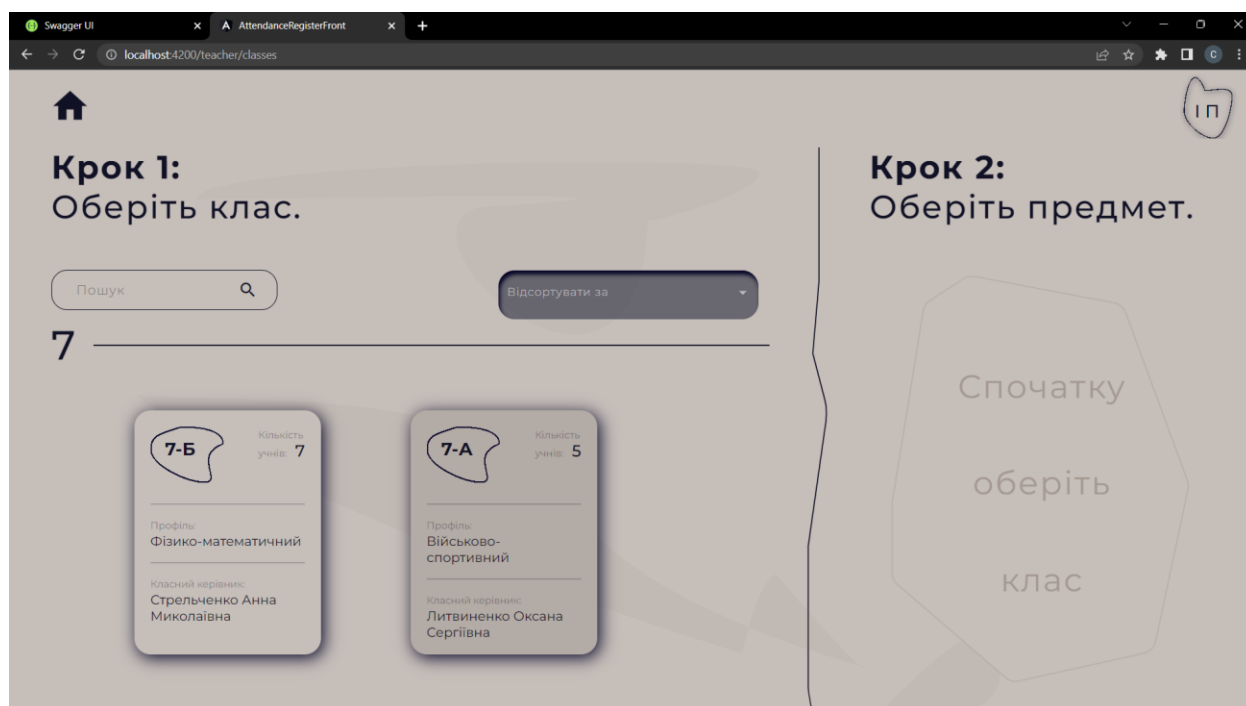 Swagger UI
AttendanceRegisterFront
localhost:4200/teacher/classes
C
І П
Крок 1:
Оберіть клас.
Пошук
Відсортувати за
7
7-Б
Кількість
учнів: 7
Профіль:
Фізико-математичний
Класний керівник:
Стрельченко Анна
Миколаївна
7-А
Кількість
учнів: 5
Профіль:
Військово-
спортивний
Класний керівник:
Литвиненко Оксана
Сергіївна
Крок 2:
Оберіть предмет.
Спочатку
оберіть
клас